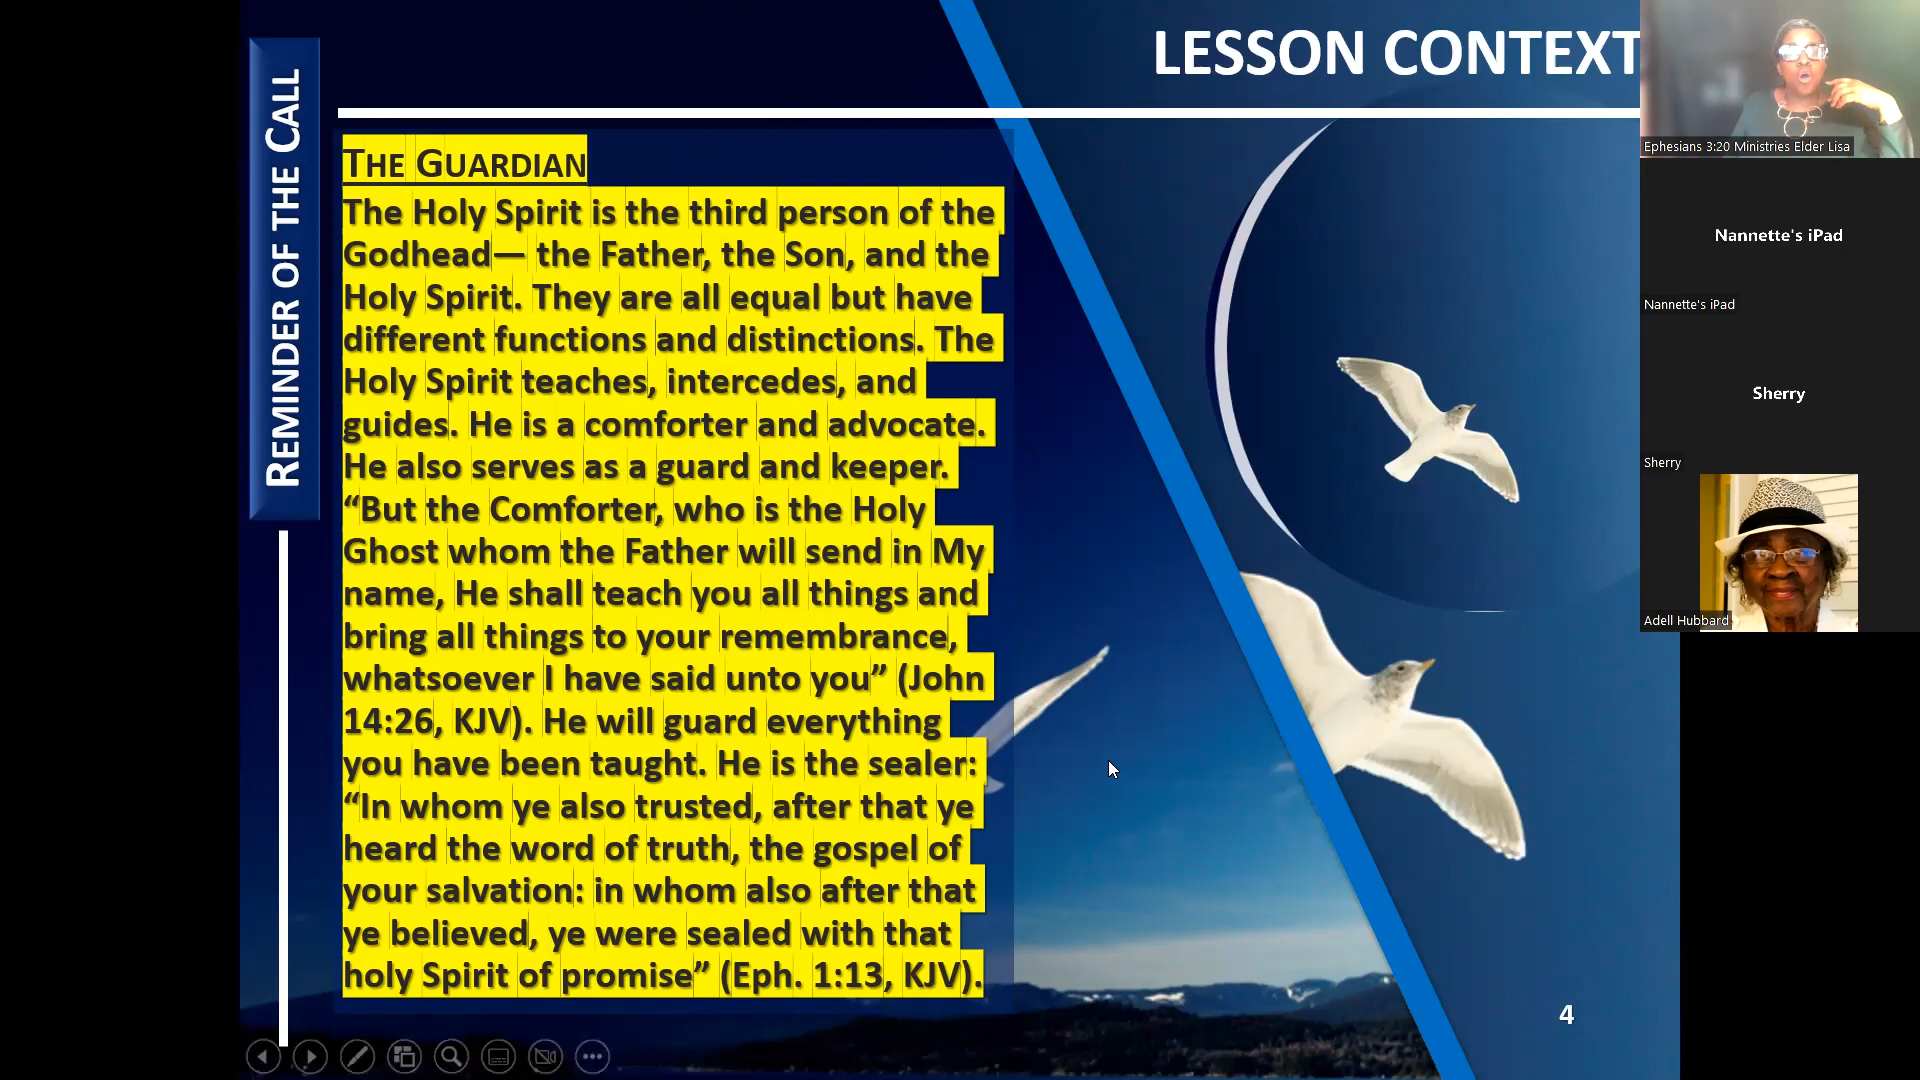 LESSON CONTEXT
REMINDER OF THE CALL
THE GUARDIAN
The Holy Spirit is the third person of the
Godhead— the Father, the Son, and the
Holy Spirit. They are all equal but have
different functions and distinctions. The
Holy Spirit teaches, intercedes, and
guides. He is a comforter and advocate.
He also serves as a guard and keeper.
“But the Comforter, who is the Holy
Ghost whom the Father will send in My
name, He shall teach you all things and
bring all things to your remembrance,
whatsoever I have said unto you” (John
14:26, KJV). He will guard everything
you have been taught. He is the sealer:
“In whom ye also trusted, after that ye
heard the word of truth, the gospel of
your salvation: in whom also after that
ye believed, ye were sealed with that
holy Spirit of promise” (Eph. 1:13, KJV).
4
Ephesians 3:20 Ministries Elder Lisa
Nannette's iPad
Nannette's iPad
Sherry
Sherry
Adell Hubbard